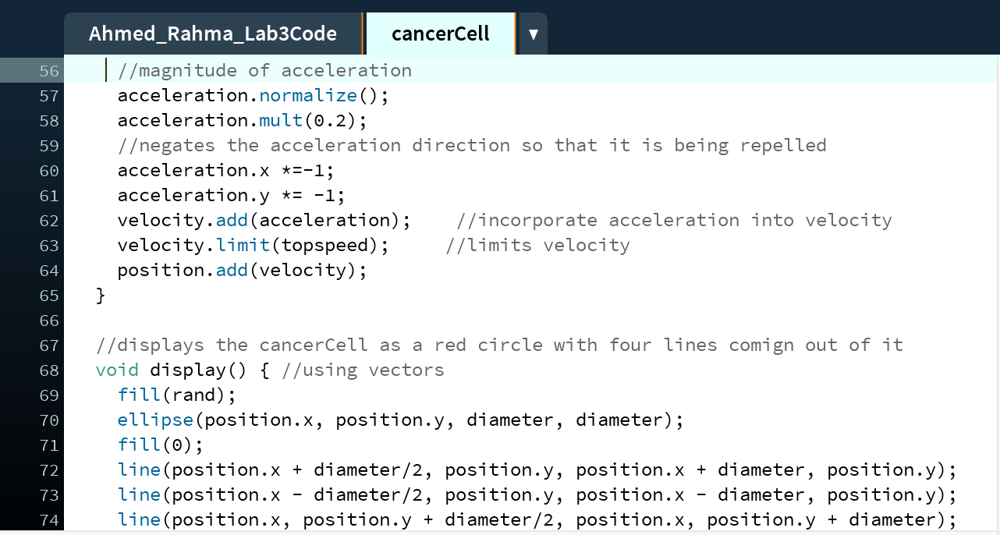 Ahmed_Rahma_Lab3Code cancerCell ▼
56 //magnitude of acceleration
57 acceleration.normalize();
58 acceleration.mult(0.2);
59 //negates the acceleration direction so that it is being repelled
60 acceleration.x *=-1;
61 acceleration.y *= -1;
62 velocity.add(acceleration); //incorporate acceleration into velocity
63 velocity.limit(topspeed); //limits velocity
64 position.add(velocity);
65 }
66
67 //displays the cancerCell as a red circle with four lines comign out of it
68 void display() { //using vectors
69 fill(rand);
70 ellipse(position.x, position.y, diameter, diameter);
71 fill(0);
72 line(position.x + diameter/2, position.y, position.x + diameter, position.y);
73 line(position.x - diameter/2, position.y, position.x - diameter, position.y);
74 line(position.x, position.y + diameter/2, position.x, position.y + diameter);